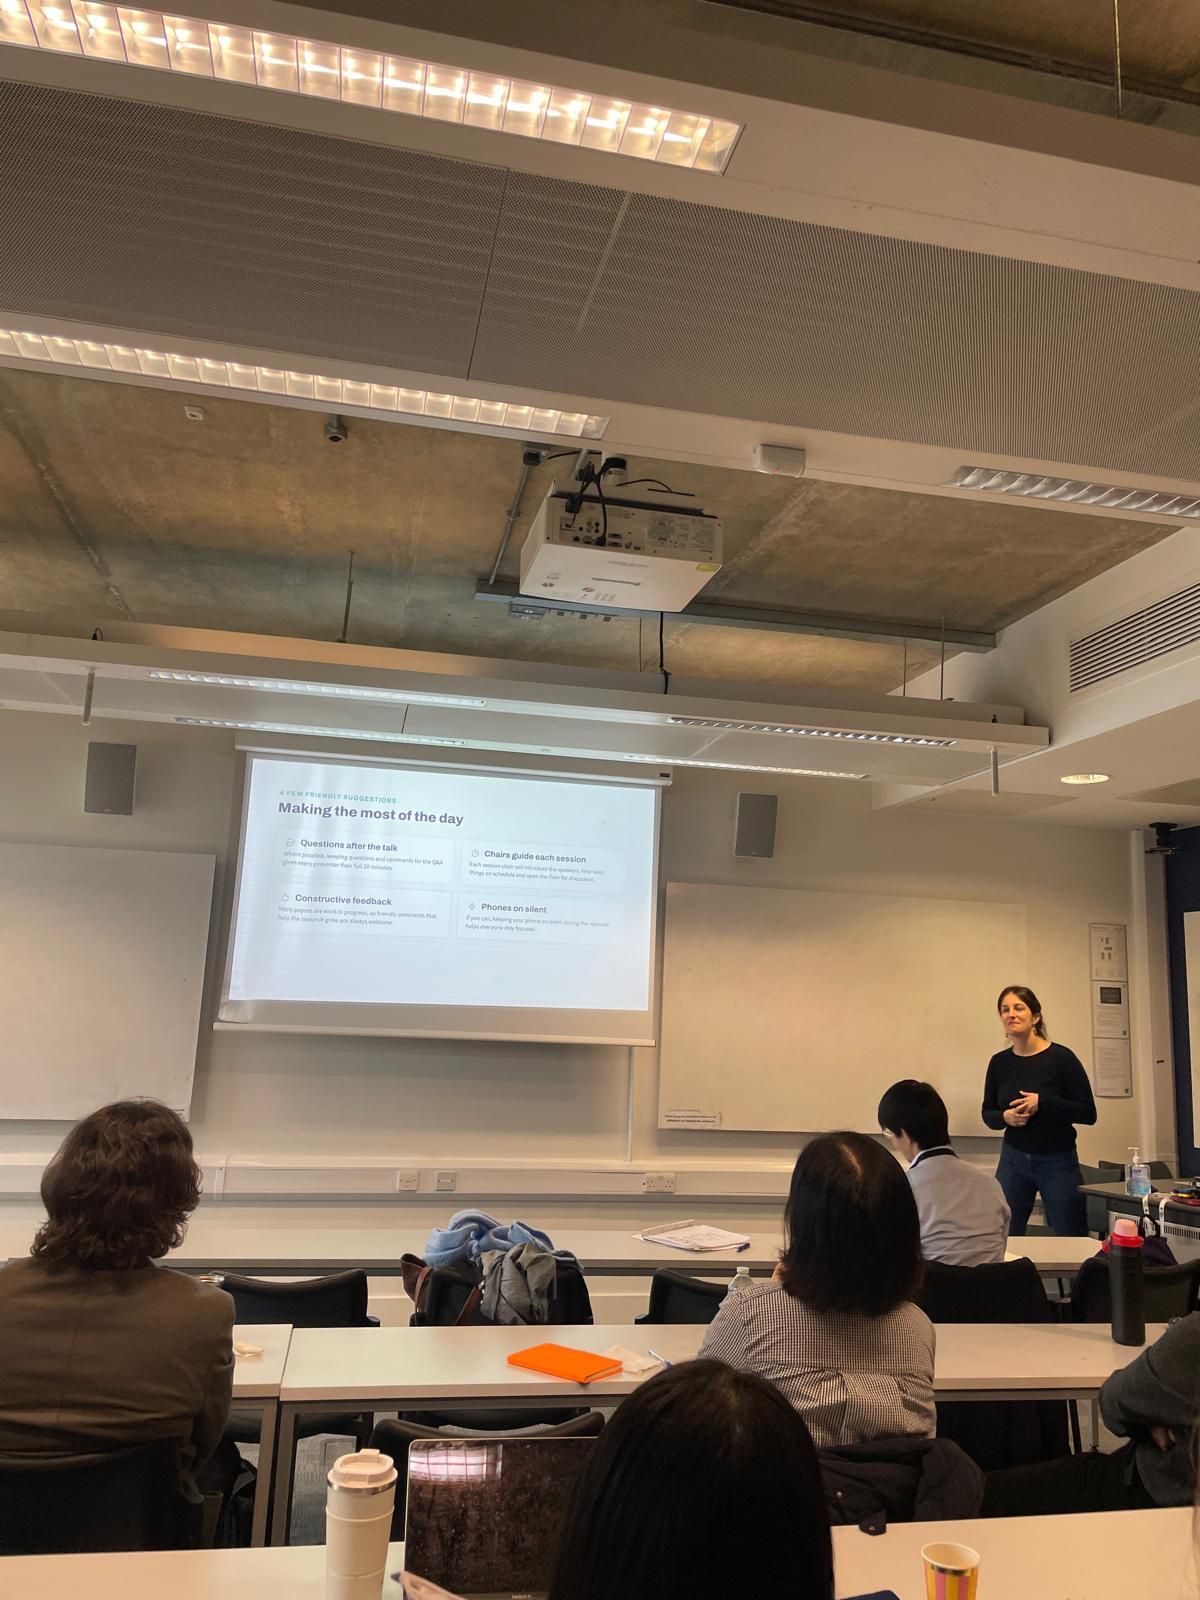 A FEW FRIENDLY SUGGESTIONS
Making the most of the day
Questions after the talk
Where possible, keeping questions and comments for the Q&A
gives every presenter their full 20 minutes.
Chairs guide each session
Each session chair will introduce the speakers, help keep
things on schedule and open the floor for discussion.
Constructive feedback
Many papers are work in progress, so friendly comments that
help the research grow are always welcome.
Phones on silent
If you can, keeping your phone on silent during the sessions
helps everyone stay focused.
Panasonic